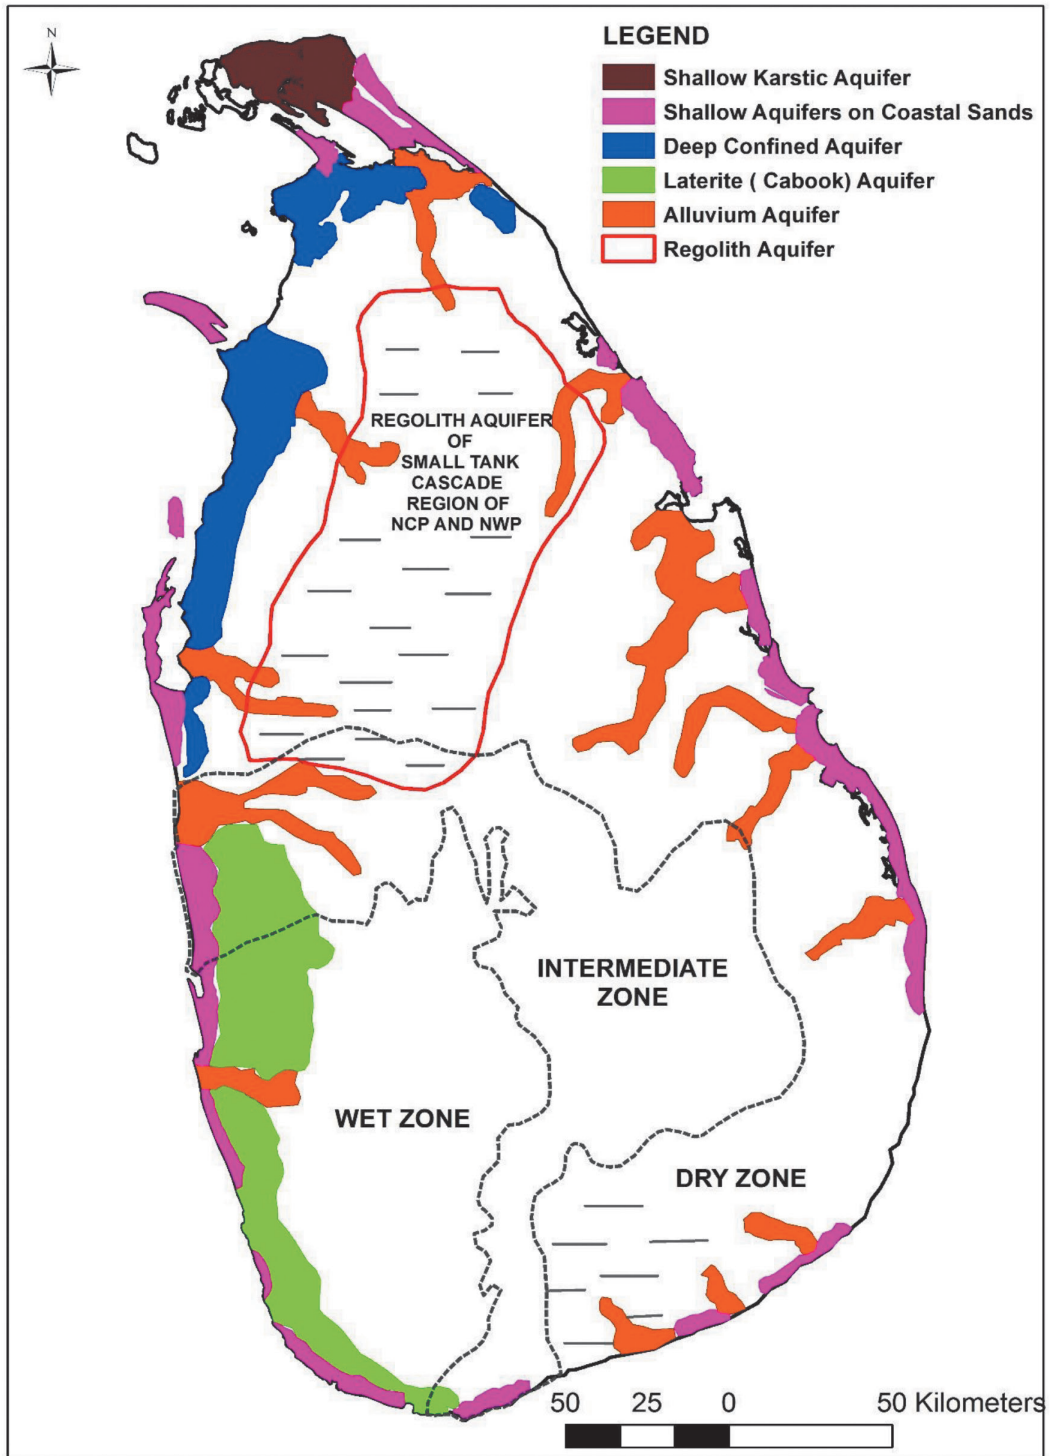 N
LEGEND
Shallow Karstic Aquifer
Shallow Aquifers on Coastal Sands
Deep Confined Aquifer
Laterite ( Cabook) Aquifer
Alluvium Aquifer
Regolith Aquifer
REGOLITH AQUIFER
OF
SMALL TANK
CASCADE
REGION OF
NCP AND NWP
INTERMEDIATE
ZONE
WET ZONE
DRY ZONE
50 25 0 50 Kilometers